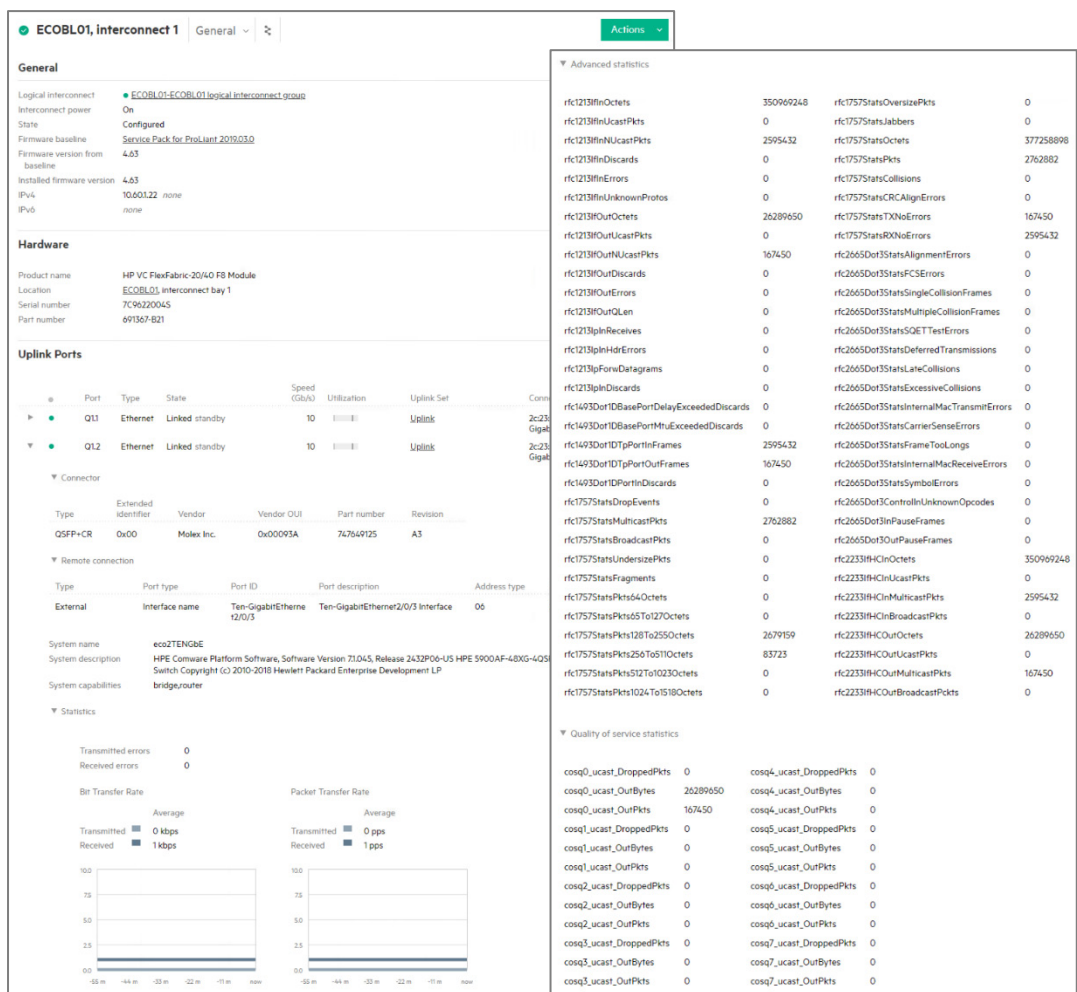 ECOBL01, interconnect 1 General
Actions
General
Logical interconnect ECOBL01-ECOBL01 logical interconnect group
Interconnect power On
State Configured
Firmware baseline Service Pack for ProLiant 2019.03.0
Firmware version from baseline 4.63
Installed firmware version 4.63
IPv4 10.60.1.22 none
IPv6 none
Hardware
Product name HP VC FlexFabric-20/40 F8 Module
Location ECOBL01, interconnect bay 1
Serial number 7C9622004S
Part number 691367-B21
Uplink Ports
Port Type State Speed (Gb/s) Utilization Uplink Set Conne
Q1.1 Ethernet Linked standby 10 Uplink 2c:23: Gigab
Q1.2 Ethernet Linked standby 10 Uplink 2c:23: Gigab
Connector
Type Extended identifier Vendor Vendor OUI Part number Revision
QSFP+CR 0x00 Molex Inc. 0x00093A 747649125 A3
Remote connection
Type Port type Port ID Port description Address type
External Interface name Ten-GigabitEtherne t2/0/3 Ten-GigabitEthernet2/0/3 Interface 06
System name eco2TENGbE
System description HPE Comware Platform Software, Software Version 7.1.045, Release 2432P06-US HPE 5900AF-48XG-4QS
Switch Copyright (c) 2010-2018 Hewlett Packard Enterprise Development LP
System capabilities bridge,router
Statistics
Transmitted errors 0
Received errors 0
Bit Transfer Rate Packet Transfer Rate
Average Average
Transmitted 0 kbps Transmitted 0 pps
Received 1 kbps Received 1 pps
10.0 10.0
7.5 7.5
5.0 5.0
2.5 2.5
0.0 0.0
-55 m -44 m -33 m -22 m -11 m now -55 m -44 m -33 m -22 m -11 m now
Advanced statistics
rfc1213IfInOctets 350969248 rfc1757StatsOversizePkts 0
rfc1213IfInUcastPkts 0 rfc1757StatsJabbers 0
rfc1213IfInNUcastPkts 2595432 rfc1757StatsOctets 377258898
rfc1213IfInDiscards 0 rfc1757StatsPkts 2762882
rfc1213IfInErrors 0 rfc1757StatsCollisions 0
rfc1213IfInUnknownProtos 0 rfc1757StatsCRCAlignErrors 0
rfc1213IfOutOctets 26289650 rfc1757StatsTXNoErrors 167450
rfc1213IfOutUcastPkts 0 rfc1757StatsRXNoErrors 2595432
rfc1213IfOutNUcastPkts 167450 rfc2665Dot3StatsAlignmentErrors 0
rfc1213IfOutDiscards 0 rfc2665Dot3StatsFCSErrors 0
rfc1213IfOutErrors 0 rfc2665Dot3StatsSingleCollisionFrames 0
rfc1213IfOutQLen 0 rfc2665Dot3StatsMultipleCollisionFrames 0
rfc1213IpInReceives 0 rfc2665Dot3StatsSQETTestErrors 0
rfc1213IpInHdrErrors 0 rfc2665Dot3StatsDeferredTransmissions 0
rfc1213IpForwDatagrams 0 rfc2665Dot3StatsLateCollisions 0
rfc1213IpInDiscards 0 rfc2665Dot3StatsExcessiveCollisions 0
rfc1493Dot1DBasePortDelayExceededDiscards 0 rfc2665Dot3StatsInternalMacTransmitErrors 0
rfc1493Dot1DBasePortMtuExceededDiscards 0 rfc2665Dot3StatsCarrierSenseErrors 0
rfc1493Dot1DTpPortInFrames 2595432 rfc2665Dot3StatsFrameTooLongs 0
rfc1493Dot1DTpPortOutFrames 167450 rfc2665Dot3StatsInternalMacReceiveErrors 0
rfc1493Dot1DPortInDiscards 0 rfc2665Dot3StatsSymbolErrors 0
rfc1757StatsDropEvents 0 rfc2665Dot3ControlInUnknownOpcodes 0
rfc1757StatsMulticastPkts 2762882 rfc2665Dot3InPauseFrames 0
rfc1757StatsBroadcastPkts 0 rfc2665Dot3OutPauseFrames 0
rfc1757StatsUndersizePkts 0 rfc2233IfHCInOctets 350969248
rfc1757StatsFragments 0 rfc2233IfHCInUcastPkts 0
rfc1757StatsPkts64Octets 0 rfc2233IfHCInMulticastPkts 2595432
rfc1757StatsPkts65To127Octets 0 rfc2233IfHCInBroadcastPkts 0
rfc1757StatsPkts128To255Octets 2679159 rfc2233IfHCOutOctets 26289650
rfc1757StatsPkts256To511Octets 83723 rfc2233IfHCOutUcastPkts 0
rfc1757StatsPkts512To1023Octets 0 rfc2233IfHCOutMulticastPkts 167450
rfc1757StatsPkts1024To1518Octets 0 rfc2233IfHCOutBroadcastPckts 0
Quality of service statistics
cosq0_ucast_DroppedPkts 0 cosq4_ucast_DroppedPkts 0
cosq0_ucast_OutBytes 26289650 cosq4_ucast_OutBytes 0
cosq0_ucast_OutPkts 167450 cosq4_ucast_OutPkts 0
cosq1_ucast_DroppedPkts 0 cosq5_ucast_DroppedPkts 0
cosq1_ucast_OutBytes 0 cosq5_ucast_OutBytes 0
cosq1_ucast_OutPkts 0 cosq5_ucast_OutPkts 0
cosq2_ucast_DroppedPkts 0 cosq6_ucast_DroppedPkts 0
cosq2_ucast_OutBytes 0 cosq6_ucast_OutBytes 0
cosq2_ucast_OutPkts 0 cosq6_ucast_OutPkts 0
cosq3_ucast_DroppedPkts 0 cosq7_ucast_DroppedPkts 0
cosq3_ucast_OutBytes 0 cosq7_ucast_OutBytes 0
cosq3_ucast_OutPkts 0 cosq7_ucast_OutPkts 0